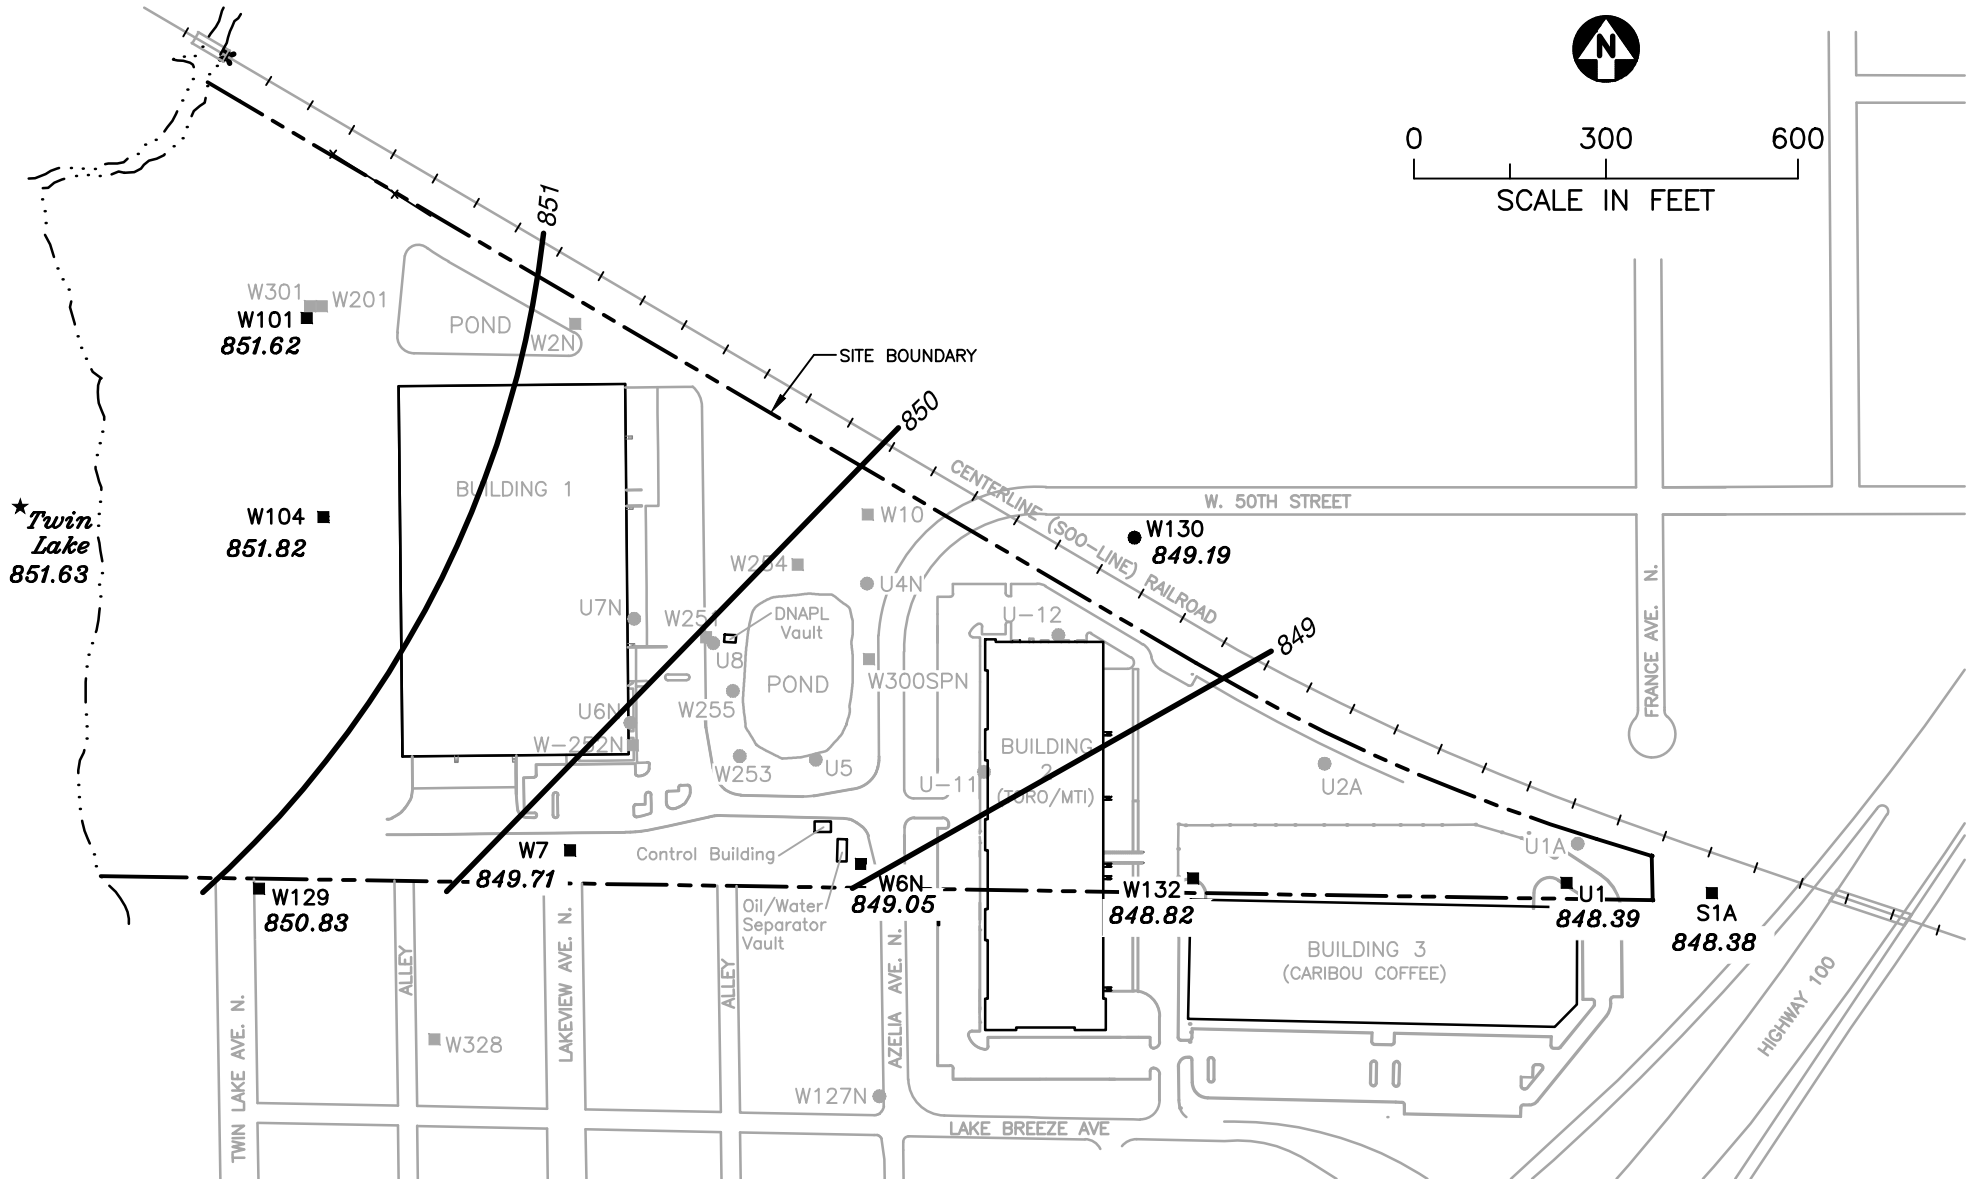 N
0 300 600
SCALE IN FEET
851
W301
W201
W101
851.62
POND
W2N
SITE BOUNDARY
850
CENTERLINE (SOO-LINE) RAILROAD
W. 50TH STREET
BUILDING 1
W104
851.82
Twin
Lake
851.63
W10
W130
849.19
W254
U4N
U7N
W251
DNAPL
Vault
U-12
FRANCE AVE. N.
849
U8
POND
W300SPN
W255
U6N
W-252N
W253
U5
U-11
BUILDING
2
(TORO/MTI)
U2A
W7
849.71
Control Building
U1A
W129
850.83
W6N
849.05
W132
848.82
U1
848.39
S1A
848.38
Oil/Water
Separator
Vault
BUILDING 3
(CARIBOU COFFEE)
TWIN LAKE AVE. N.
ALLEY
LAKEVIEW AVE. N.
ALLEY
AZELIA AVE. N.
HIGHWAY 100
W328
W127N
LAKE BREEZE AVE